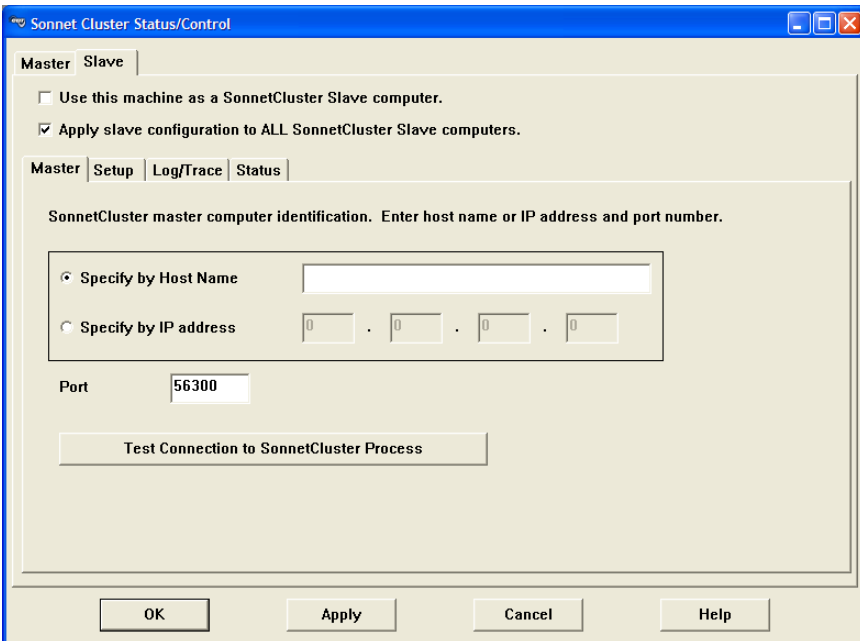 Sonnet Cluster Status/Control
Master Slave
Use this machine as a SonnetCluster Slave computer.
Apply slave configuration to ALL SonnetCluster Slave computers.
Master Setup Log/Trace Status
SonnetCluster master computer identification. Enter host name or IP address and port number.
Specify by Host Name
Specify by IP address 0 . 0 . 0 . 0
Port 56300
Test Connection to SonnetCluster Process
OK Apply Cancel Help